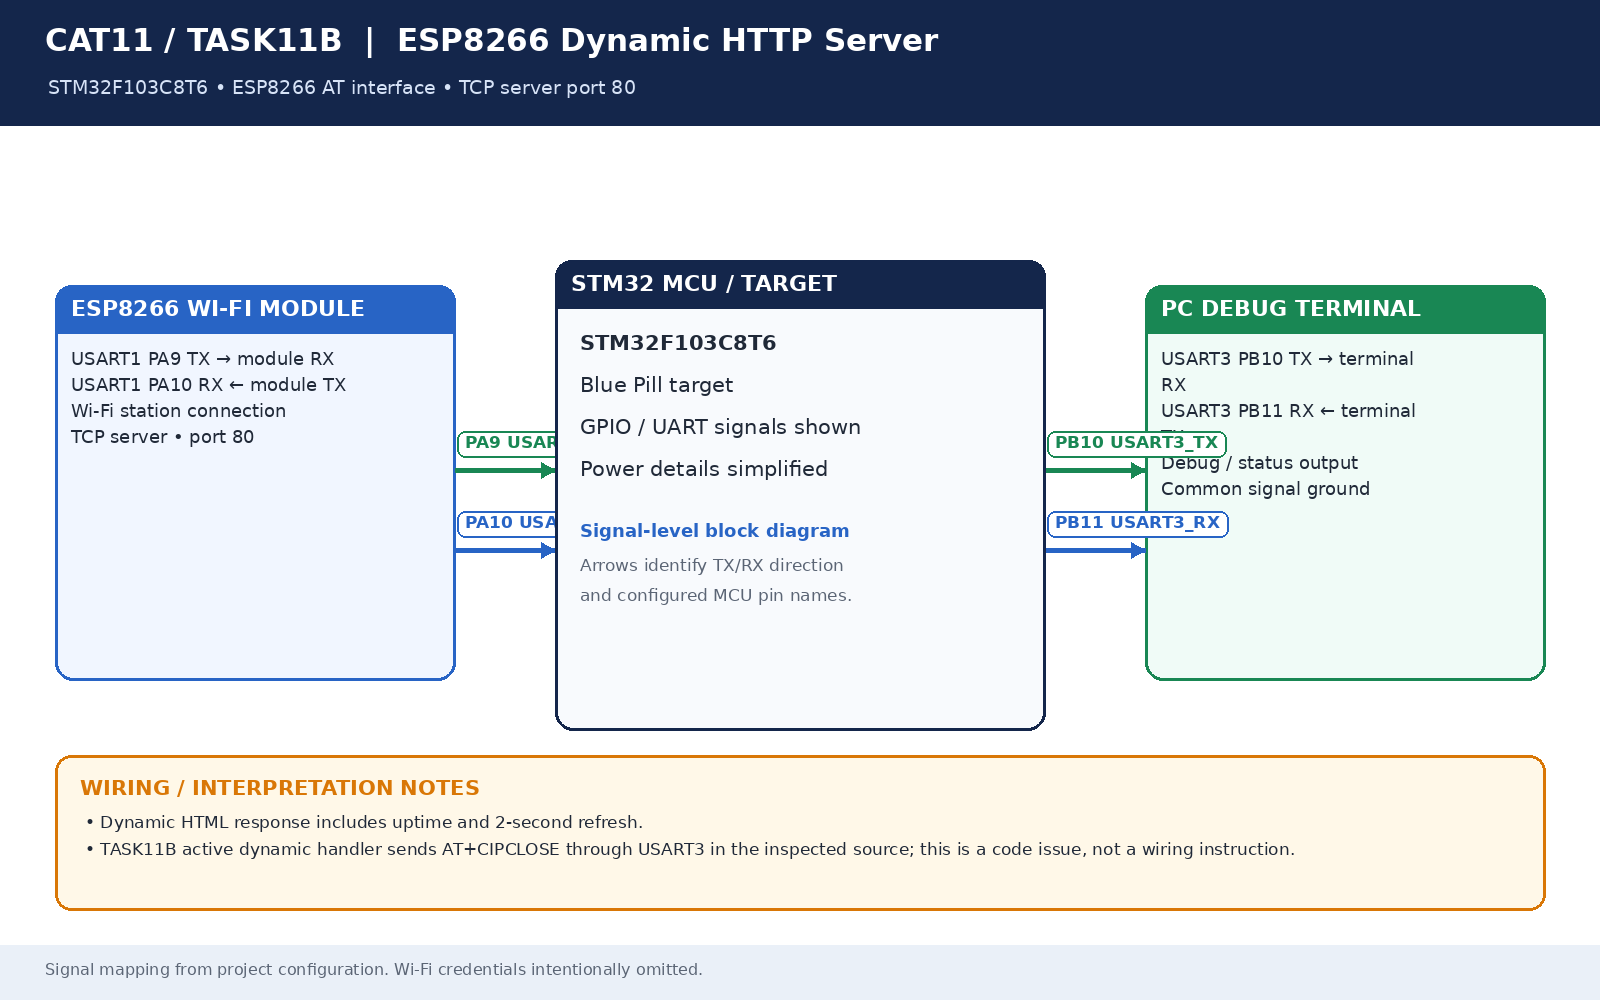 CAT11 / TASK11B | ESP8266 Dynamic HTTP Server
STM32F103C8T6 • ESP8266 AT interface • TCP server port 80
ESP8266 WI-FI MODULE
USART1 PA9 TX → module RX
USART1 PA10 RX ← module TX
Wi-Fi station connection
TCP server • port 80
PA9 USAR
PA10 USA
STM32 MCU / TARGET
STM32F103C8T6
Blue Pill target
GPIO / UART signals shown
Power details simplified
Signal-level block diagram
Arrows identify TX/RX direction
and configured MCU pin names.
PB10 USART3_TX
PB11 USART3_RX
PC DEBUG TERMINAL
USART3 PB10 TX → terminal
RX
USART3 PB11 RX ← terminal
Debug / status output
Common signal ground
WIRING / INTERPRETATION NOTES
• Dynamic HTML response includes uptime and 2-second refresh.
• TASK11B active dynamic handler sends AT+CIPCLOSE through USART3 in the inspected source; this is a code issue, not a wiring instruction.
Signal mapping from project configuration. Wi-Fi credentials intentionally omitted.